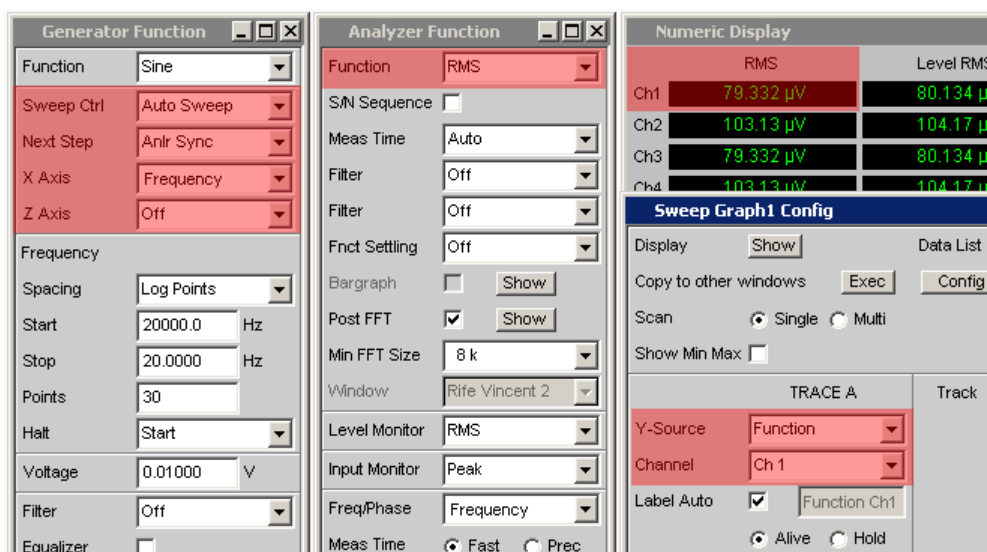 Generator Function
Function Sine
Sweep Ctrl Auto Sweep
Next Step Anlr Sync
X Axis Frequency
Z Axis Off
Frequency
Spacing Log Points
Start 20000.0 Hz
Stop 20.0000 Hz
Points 30
Halt Start
Voltage 0.01000 V
Filter Off
Equalizer
Analyzer Function
Function RMS
S/N Sequence
Meas Time Auto
Filter Off
Filter Off
Fnct Settling Off
Bargraph Show
Post FFT Show
Min FFT Size 8 k
Window Rife Vincent 2
Level Monitor RMS
Input Monitor Peak
Freq/Phase Frequency
Meas Time Fast Prec
Numeric Display
RMS Level RMS
Ch1 79.332 µV 80.134 µ
Ch2 103.13 µV 104.17 µ
Ch3 79.332 µV 80.134 µ
Ch4 103.13 µV 104.17 µ
Sweep Graph1 Config
Display Show Data List
Copy to other windows Exec Config
Scan Single Multi
Show Min Max
TRACE A Track
Y-Source Function
Channel Ch 1
Label Auto Function Ch1
Alive Hold